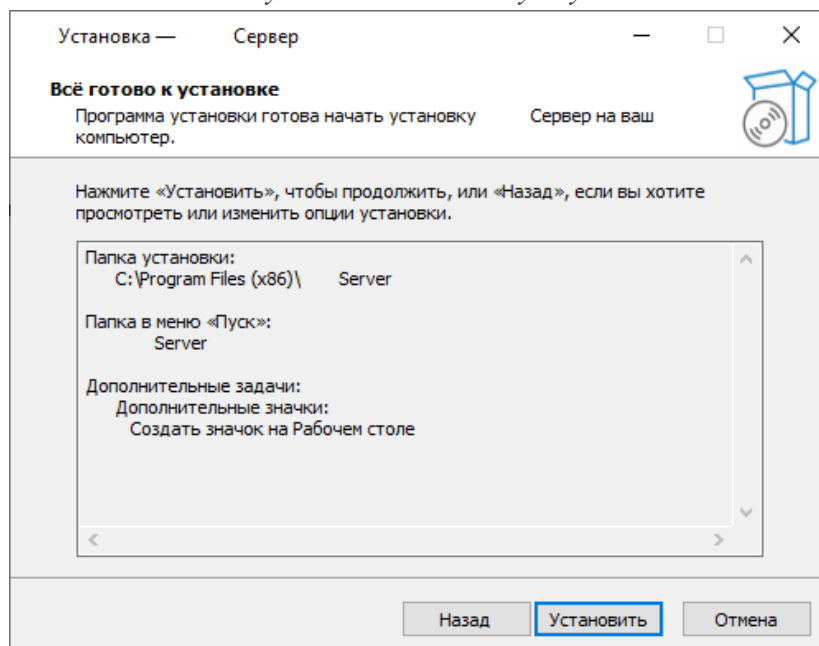 Установка — Сервер
Всё готово к установке
Программа установки готова начать установку Сервер на ваш
компьютер.
Нажмите «Установить», чтобы продолжить, или «Назад», если вы хотите
просмотреть или изменить опции установки.
Папка установки:
C:\Program Files (x86)\ Server
Папка в меню «Пуск»:
Server
Дополнительные задачи:
Дополнительные значки:
Создать значок на Рабочем столе
Назад
Установить
Отмена